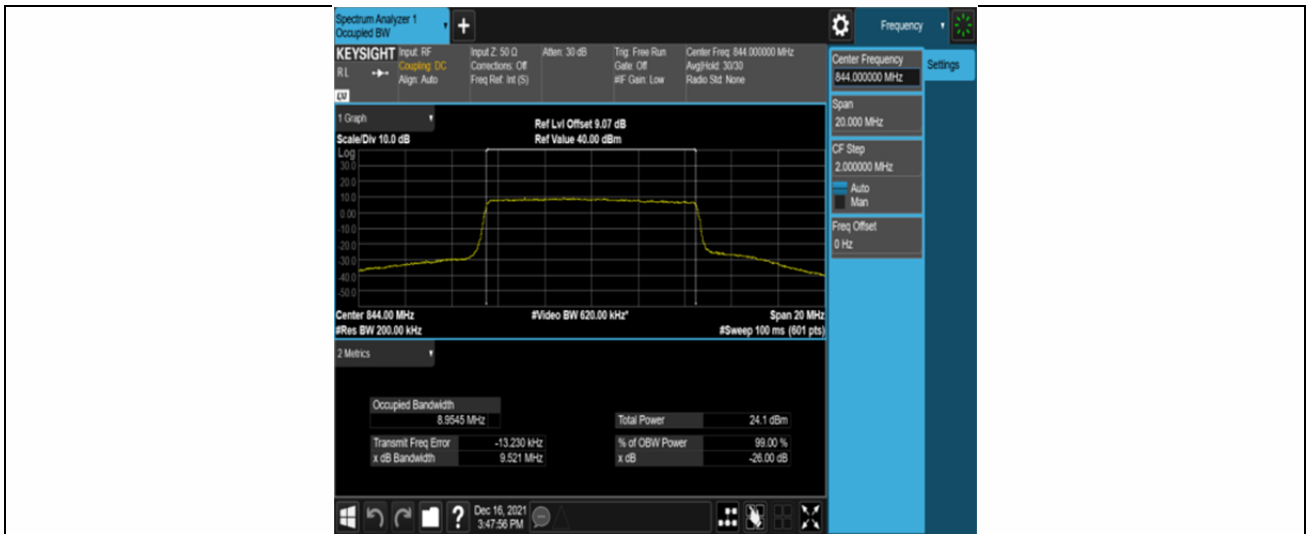 Spectrum Analyzer 1
Occupied BW
+
Frequency
KEYSIGHT
R L
Input: RF
Coupling: DC
Align: Auto
Input Z: 50 Ω
Corrections: Off
Freq Ref: Int (S)
Atten: 30 dB
Trig: Free Run
Gate: Off
#IF Gain: Low
Center Freq: 844.000000 MHz
Avg|Hold: 30/30
Radio Std: None
Center Frequency
844.000000 MHz
Settings
Span
20.000 MHz
CF Step
2.000000 MHz
Auto
Man
Freq Offset
0 Hz
1 Graph
Scale/Div 10.0 dB
Ref Lvl Offset 9.07 dB
Ref Value 40.00 dBm
Log
30.0
20.0
10.0
0.00
-10.0
-20.0
-30.0
-40.0
-50.0
Center 844.00 MHz
#Video BW 620.00 kHz*
Span 20 MHz
#Res BW 200.00 kHz
#Sweep 100 ms (601 pts)
2 Metrics
Occupied Bandwidth
8.9545 MHz
Total Power 24.1 dBm
Transmit Freq Error -13.230 kHz
% of OBW Power 99.00 %
x dB Bandwidth 9.521 MHz
x dB -26.00 dB
?
Dec 16, 2021
3:47:56 PM